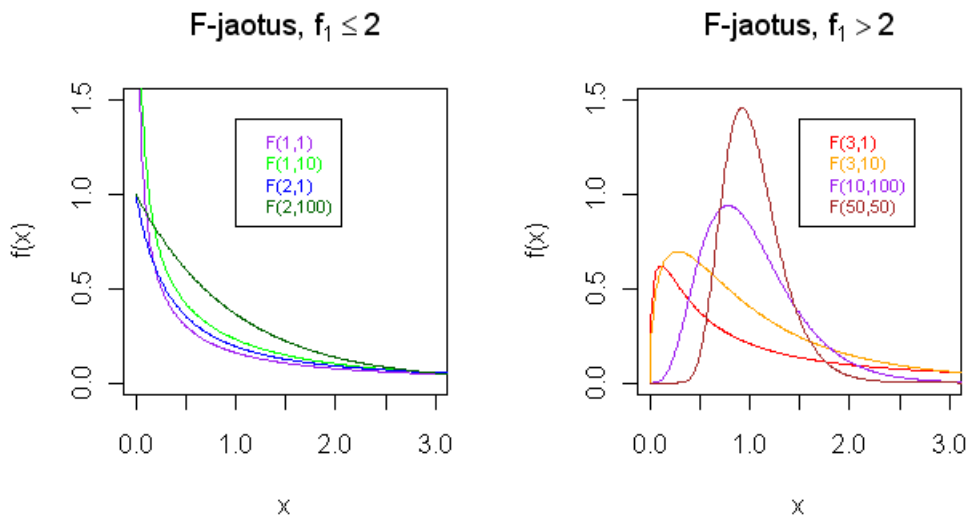 F-jaotus, f₁ ≤ 2
f(x)
1.5
1.0
0.5
0.0
F(1,1)
F(1,10)
F(2,1)
F(2,100)
0.0 1.0 2.0 3.0
x
F-jaotus, f₁ > 2
f(x)
1.5
1.0
0.5
0.0
F(3,1)
F(3,10)
F(10,100)
F(50,50)
0.0 1.0 2.0 3.0
x